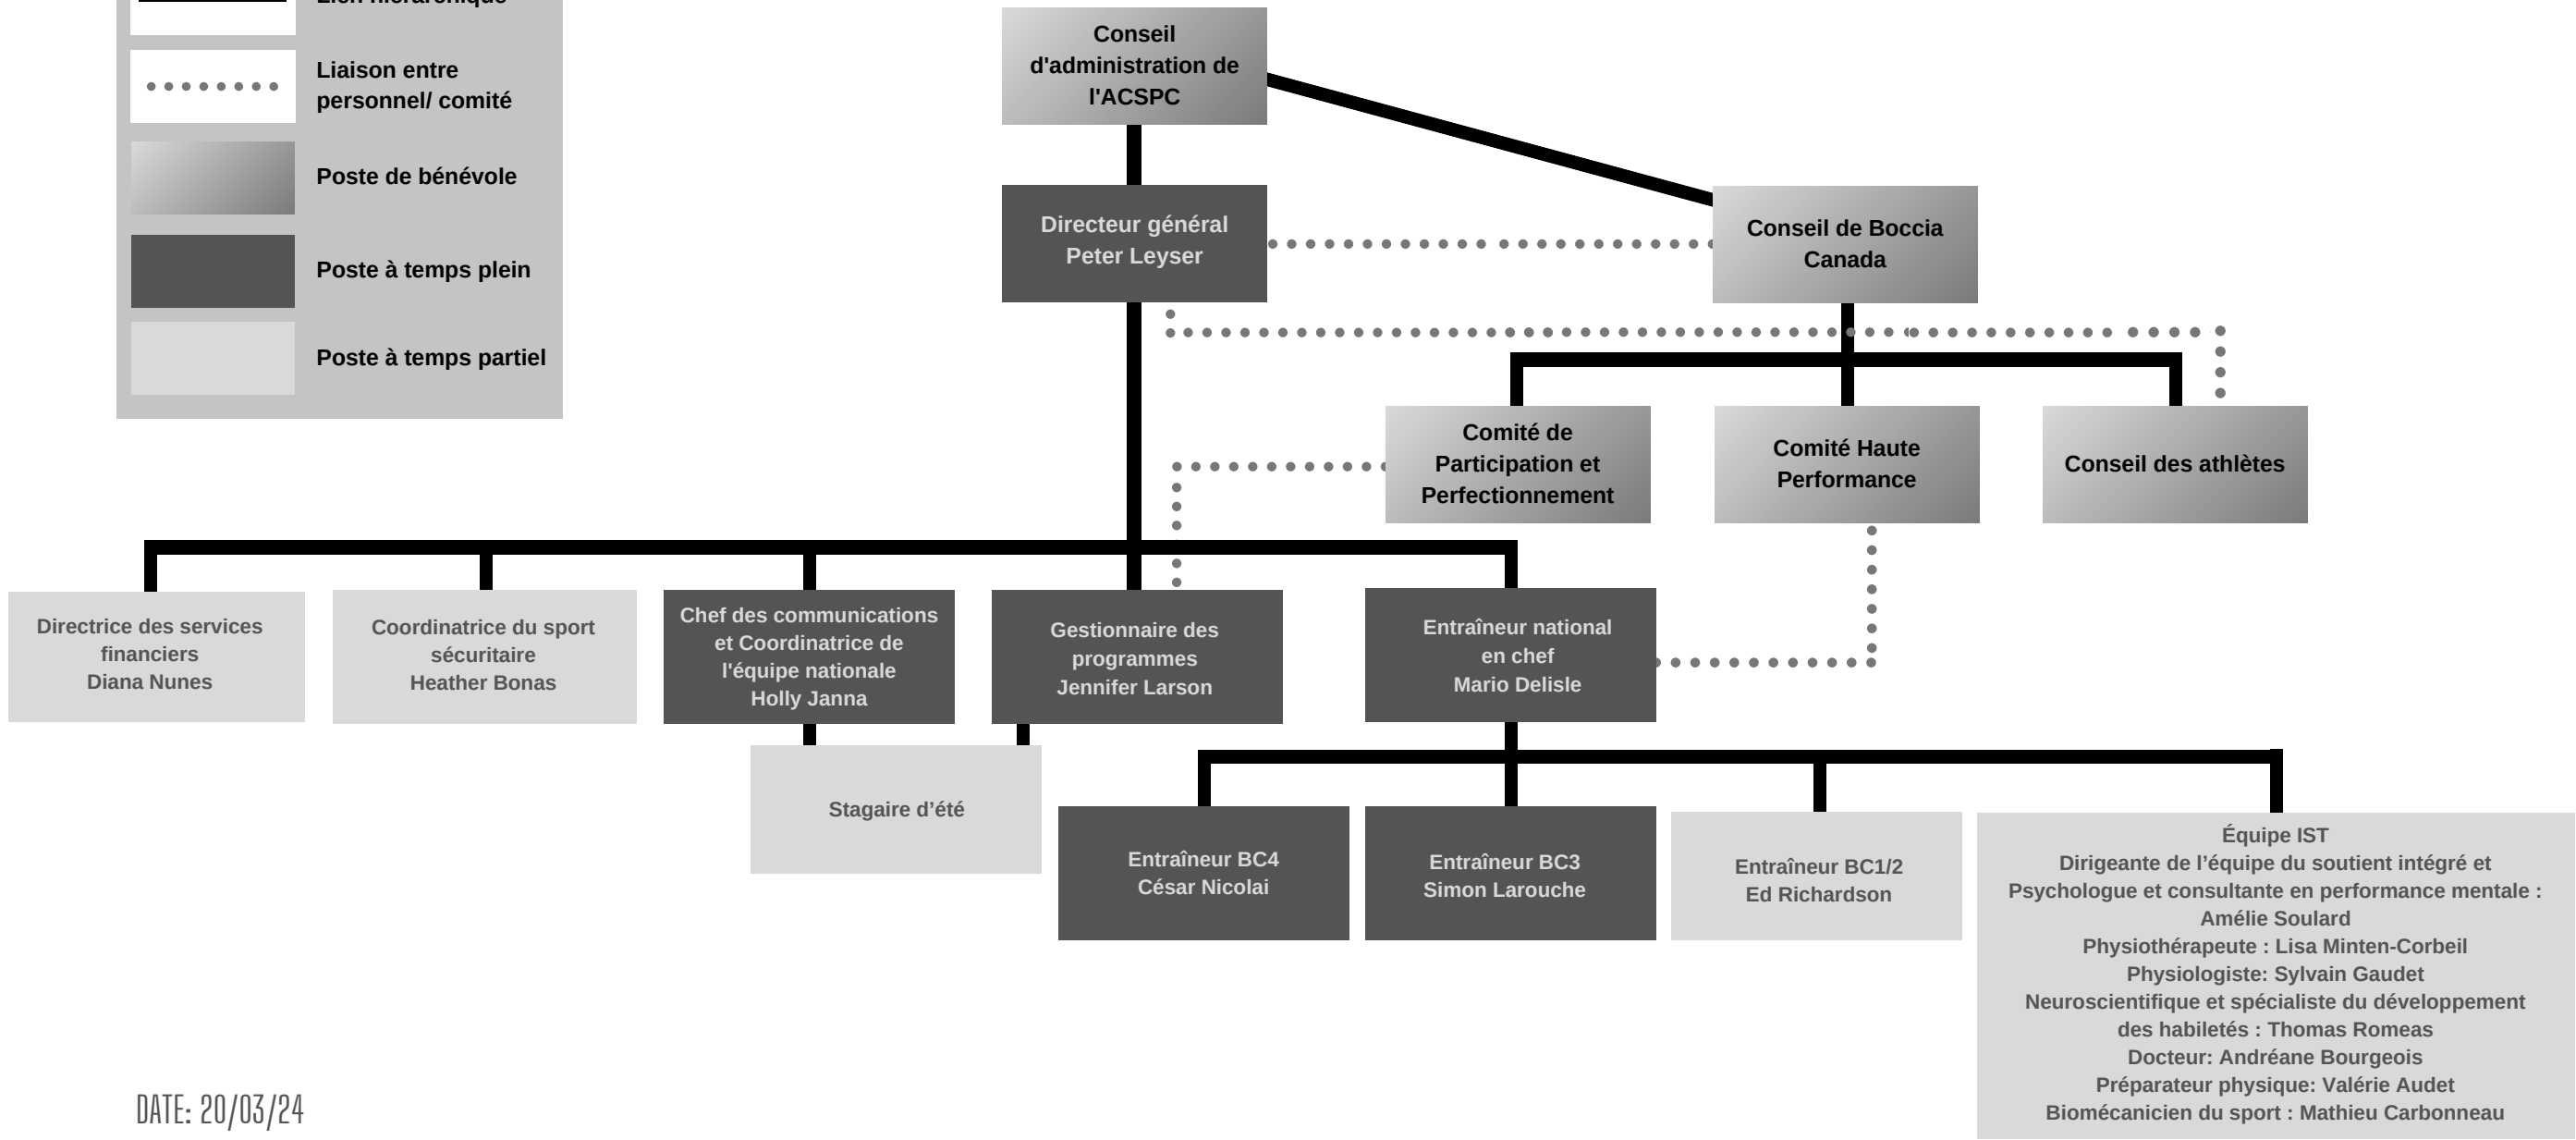 Lien hiérarchique
Liaison entre
personnel/ comité
Poste de bénévole
Poste à temps plein
Poste à temps partiel
Conseil
d'administration de
l'ACSPC
Directeur général
Peter Leyser
Conseil de Boccia
Canada
Comité de
Participation et
Perfectionnement
Comité Haute
Performance
Conseil des athlètes
Directrice des services
financiers
Diana Nunes
Coordinatrice du sport
sécuritaire
Heather Bonas
Chef des communications
et Coordinatrice de
l'équipe nationale
Holly Janna
Gestionnaire des
programmes
Jennifer Larson
Entraîneur national
en chef
Mario Delisle
Stagaire d’été
Entraîneur BC4
César Nicolai
Entraîneur BC3
Simon Larouche
Entraîneur BC1/2
Ed Richardson
Équipe IST
Dirigeante de l’équipe du soutient intégré et
Psychologue et consultante en performance mentale :
Amélie Soulard
Physiothérapeute : Lisa Minten-Corbeil
Physiologiste: Sylvain Gaudet
Neuroscientifique et spécialiste du développement
des habiletés : Thomas Romeas
Docteur: Andréane Bourgeois
Préparateur physique: Valérie Audet
Biomécanicien du sport : Mathieu Carbonneau
DATE: 20/03/24